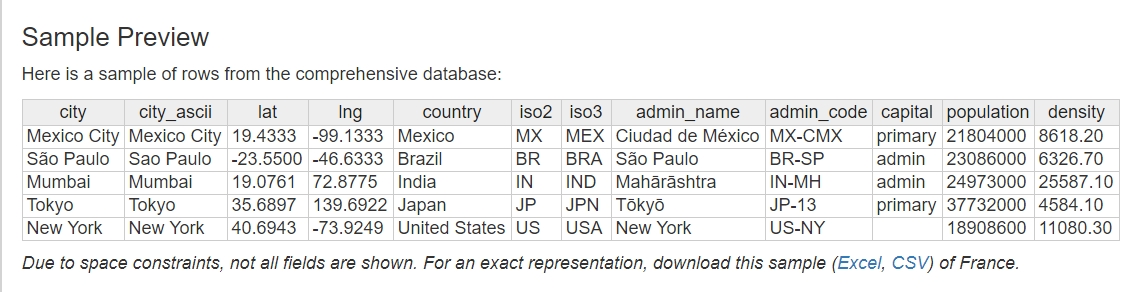 Sample Preview
Here is a sample of rows from the comprehensive database:
city city_ascii lat lng country iso2 iso3 admin_name admin_code capital population density
Mexico City Mexico City 19.4333 -99.1333 Mexico MX MEX Ciudad de México MX-CMX primary 21804000 8618.20
São Paulo Sao Paulo -23.5500 -46.6333 Brazil BR BRA São Paulo BR-SP admin 23086000 6326.70
Mumbai Mumbai 19.0761 72.8775 India IN IND Mahārāshtra IN-MH admin 24973000 25587.10
Tokyo Tokyo 35.6897 139.6922 Japan JP JPN Tōkyō JP-13 primary 37732000 4584.10
New York New York 40.6943 -73.9249 United States US USA New York US-NY 18908600 11080.30
Due to space constraints, not all fields are shown. For an exact representation, download this sample (Excel, CSV) of France.